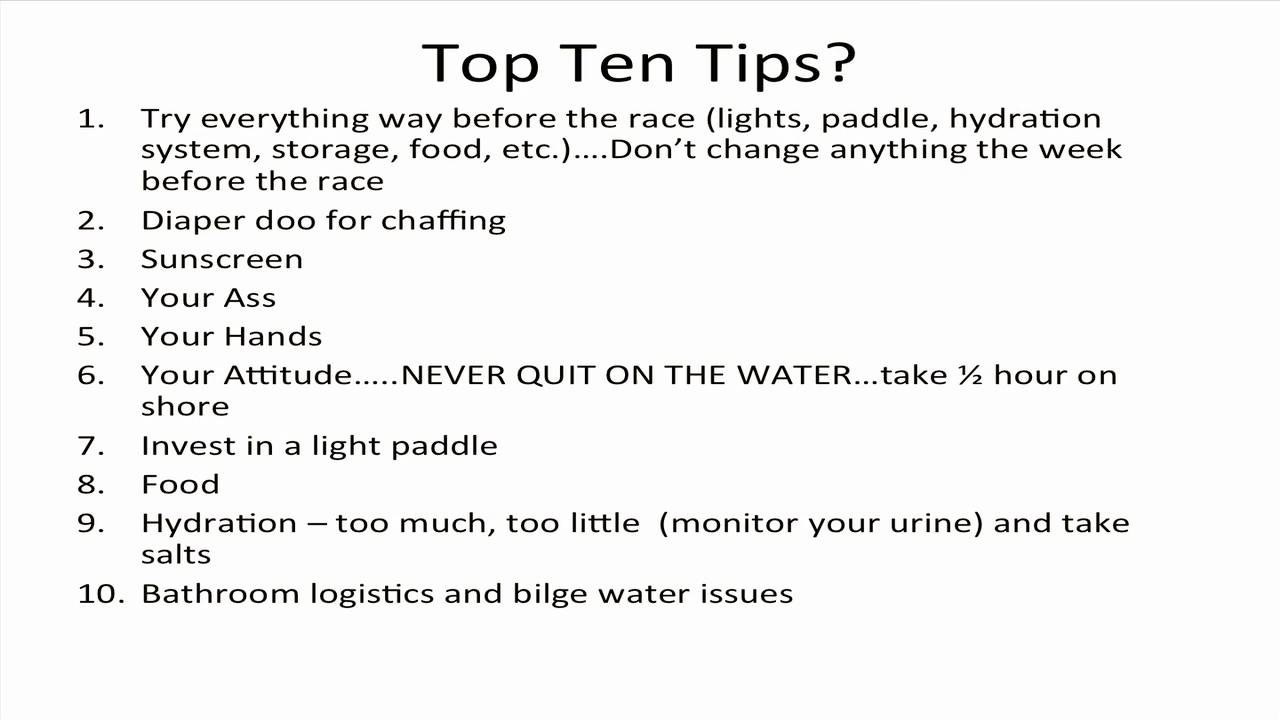 Top Ten Tips?
1. Try everything way before the race (lights, paddle, hydration
system, storage, food, etc.)....Don't change anything the week
before the race
2. Diaper doo for chaffing
3. Sunscreen
4. Your Ass
5. Your Hands
6. Your Attitude.....NEVER QUIT ON THE WATER...take ½ hour on
shore
7. Invest in a light paddle
8. Food
9. Hydration – too much, too little  (monitor your urine) and take
salts
10. Bathroom logistics and bilge water issues